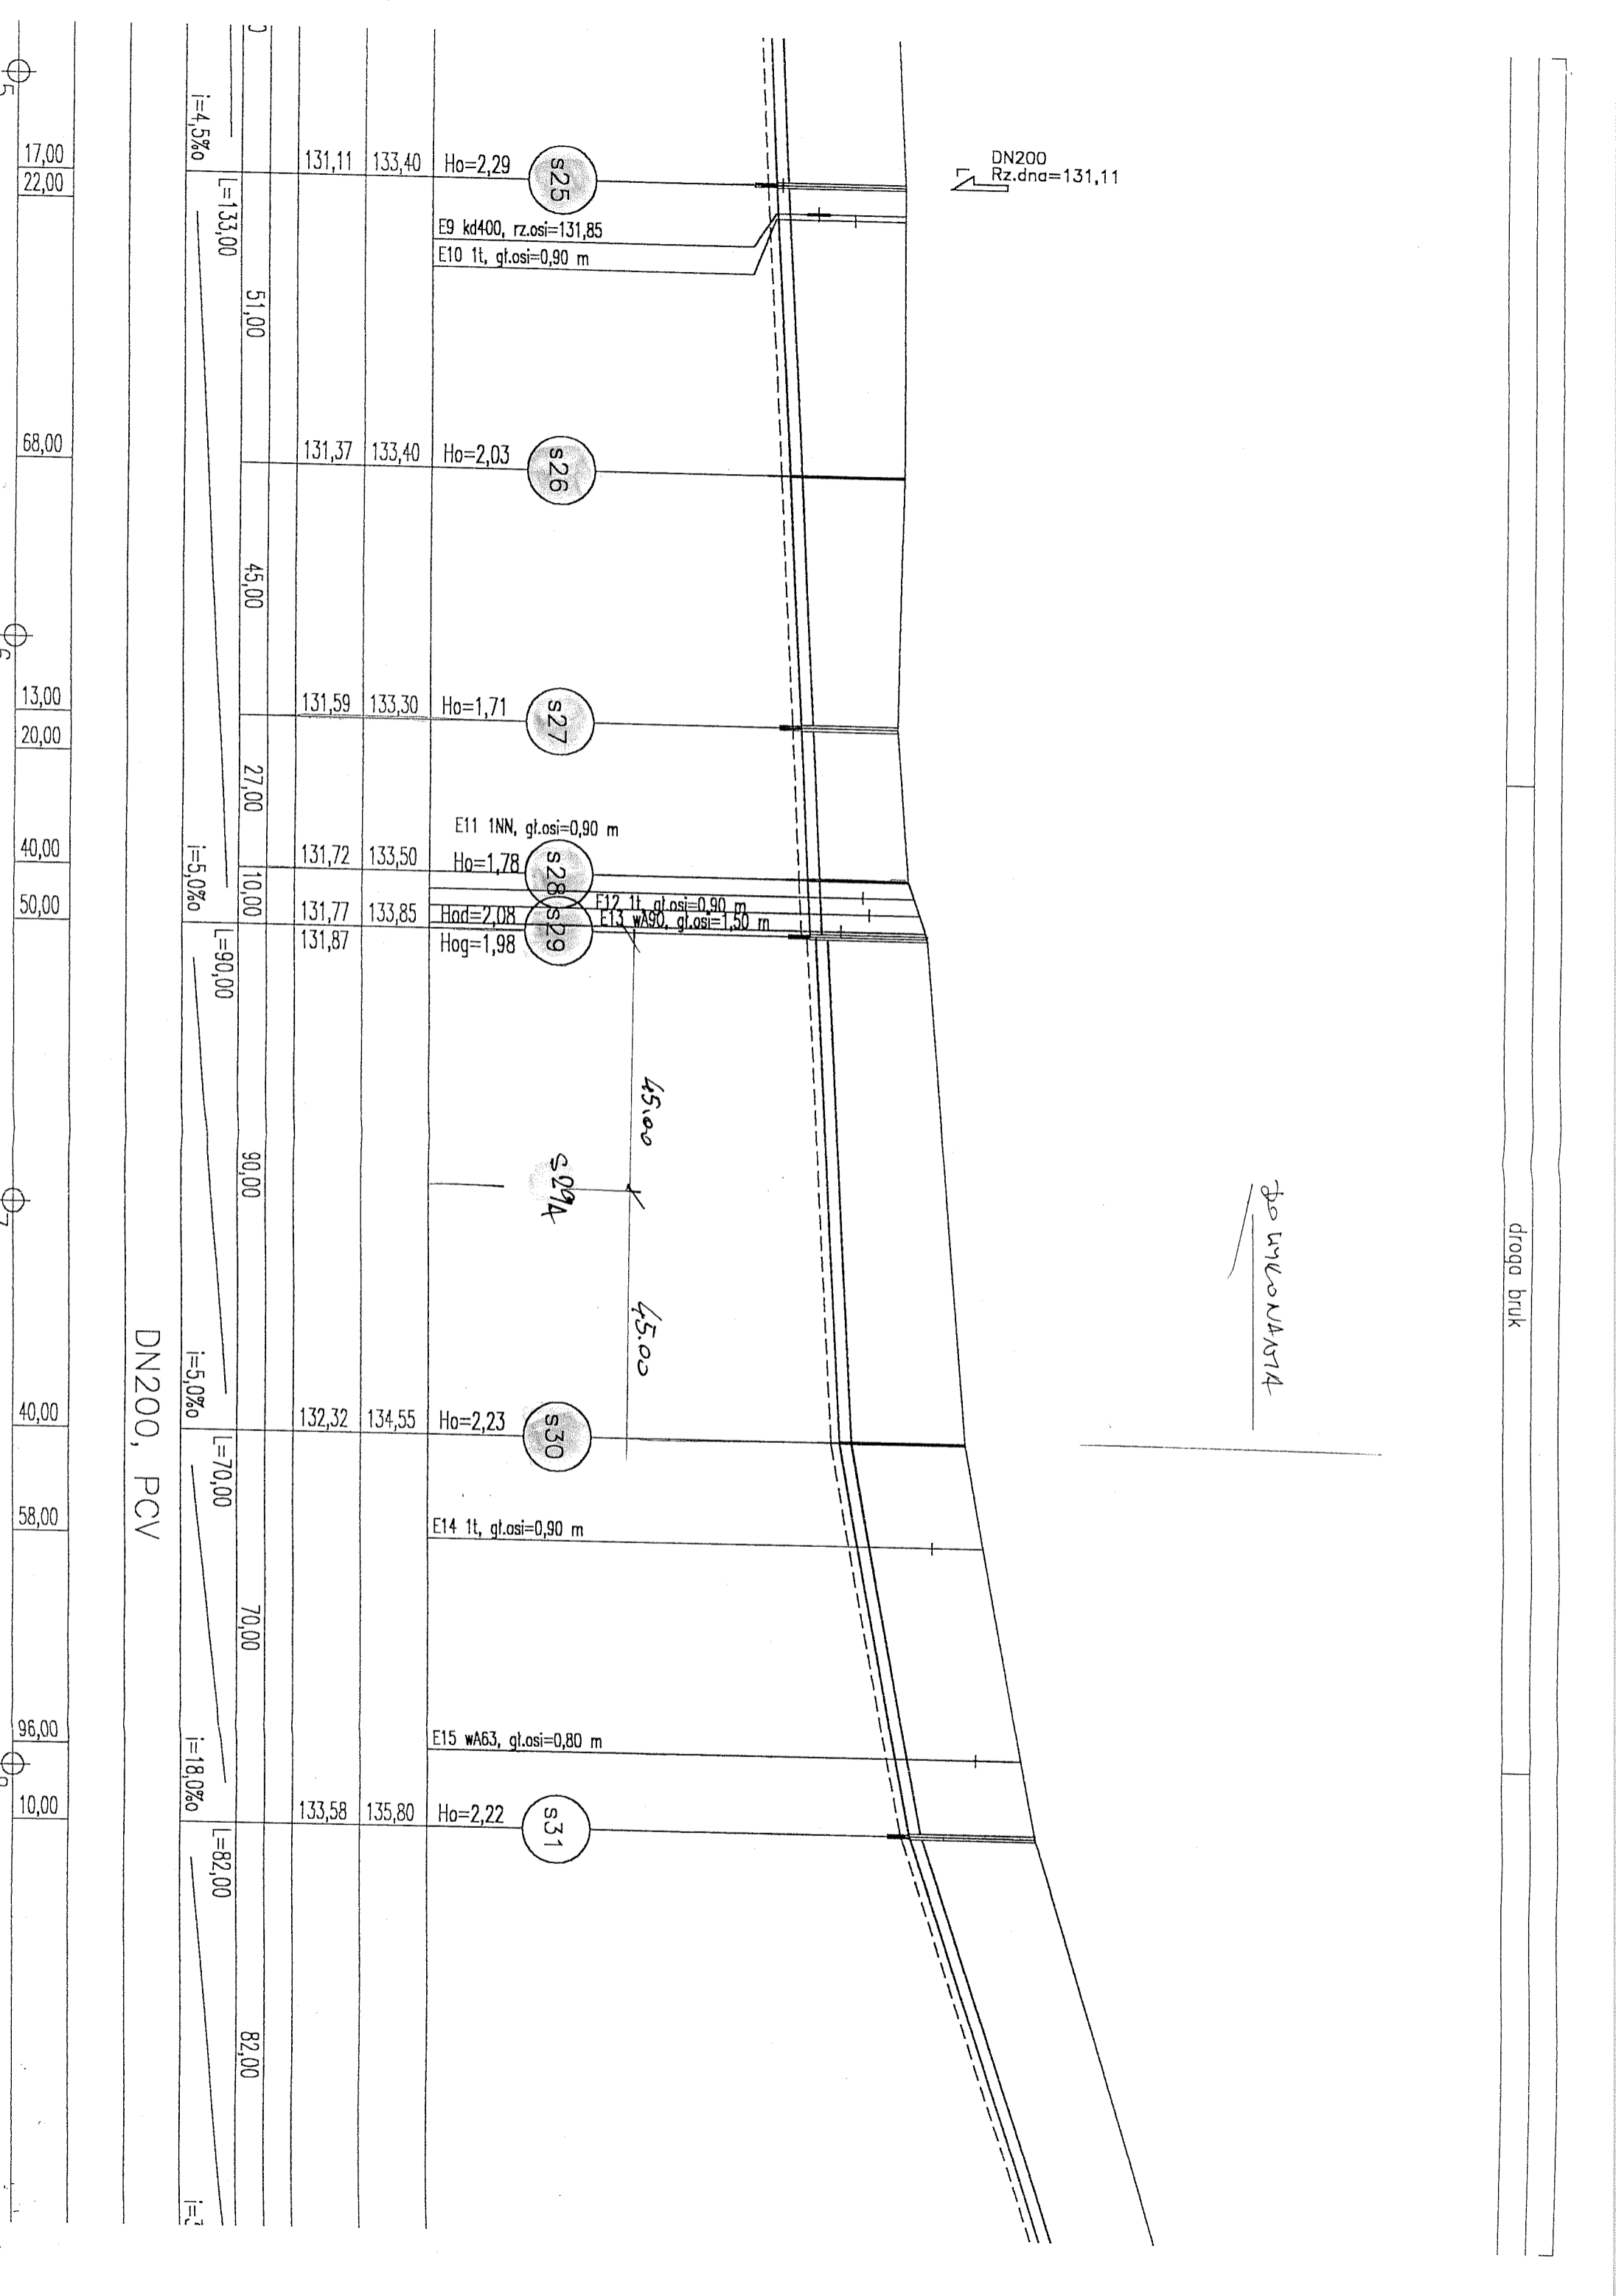 DN200
Rz.dna=131,11
17,00
22,00
i=4,5‰
L=133,00
131,11 133,40 Ho=2,29 s25
E9 kd400, rz.osi=131,85
E10 1t, gł.osi=0,90 m
51,00
68,00
131,37 133,40 Ho=2,03 s26
45,00
6
13,00
131,59 133,30 Ho=1,71 s27
20,00
27,00
E11 1NN, gł.osi=0,90 m
40,00
i=5,0‰
131,72 133,50 Ho=1,78 s28
10,00
E12 1t, gł.osi=0,90 m
50,00
131,77 133,85 Hod=2,08 s29
E13 wA90, gł.osi=1,50 m
131,87 Hog=1,98
L=90,00
45.00
90,00
s29A
DO WYKONANIA
droga bruk
7
45.00
DN200, PCV
i=5,0‰
40,00
132,32 134,55 Ho=2,23 s30
L=70,00
58,00
E14 1t, gł.osi=0,90 m
70,00
96,00
E15 wA63, gł.osi=0,80 m
i=18,0‰
10,00
133,58 135,80 Ho=2,22 s31
L=82,00
82,00